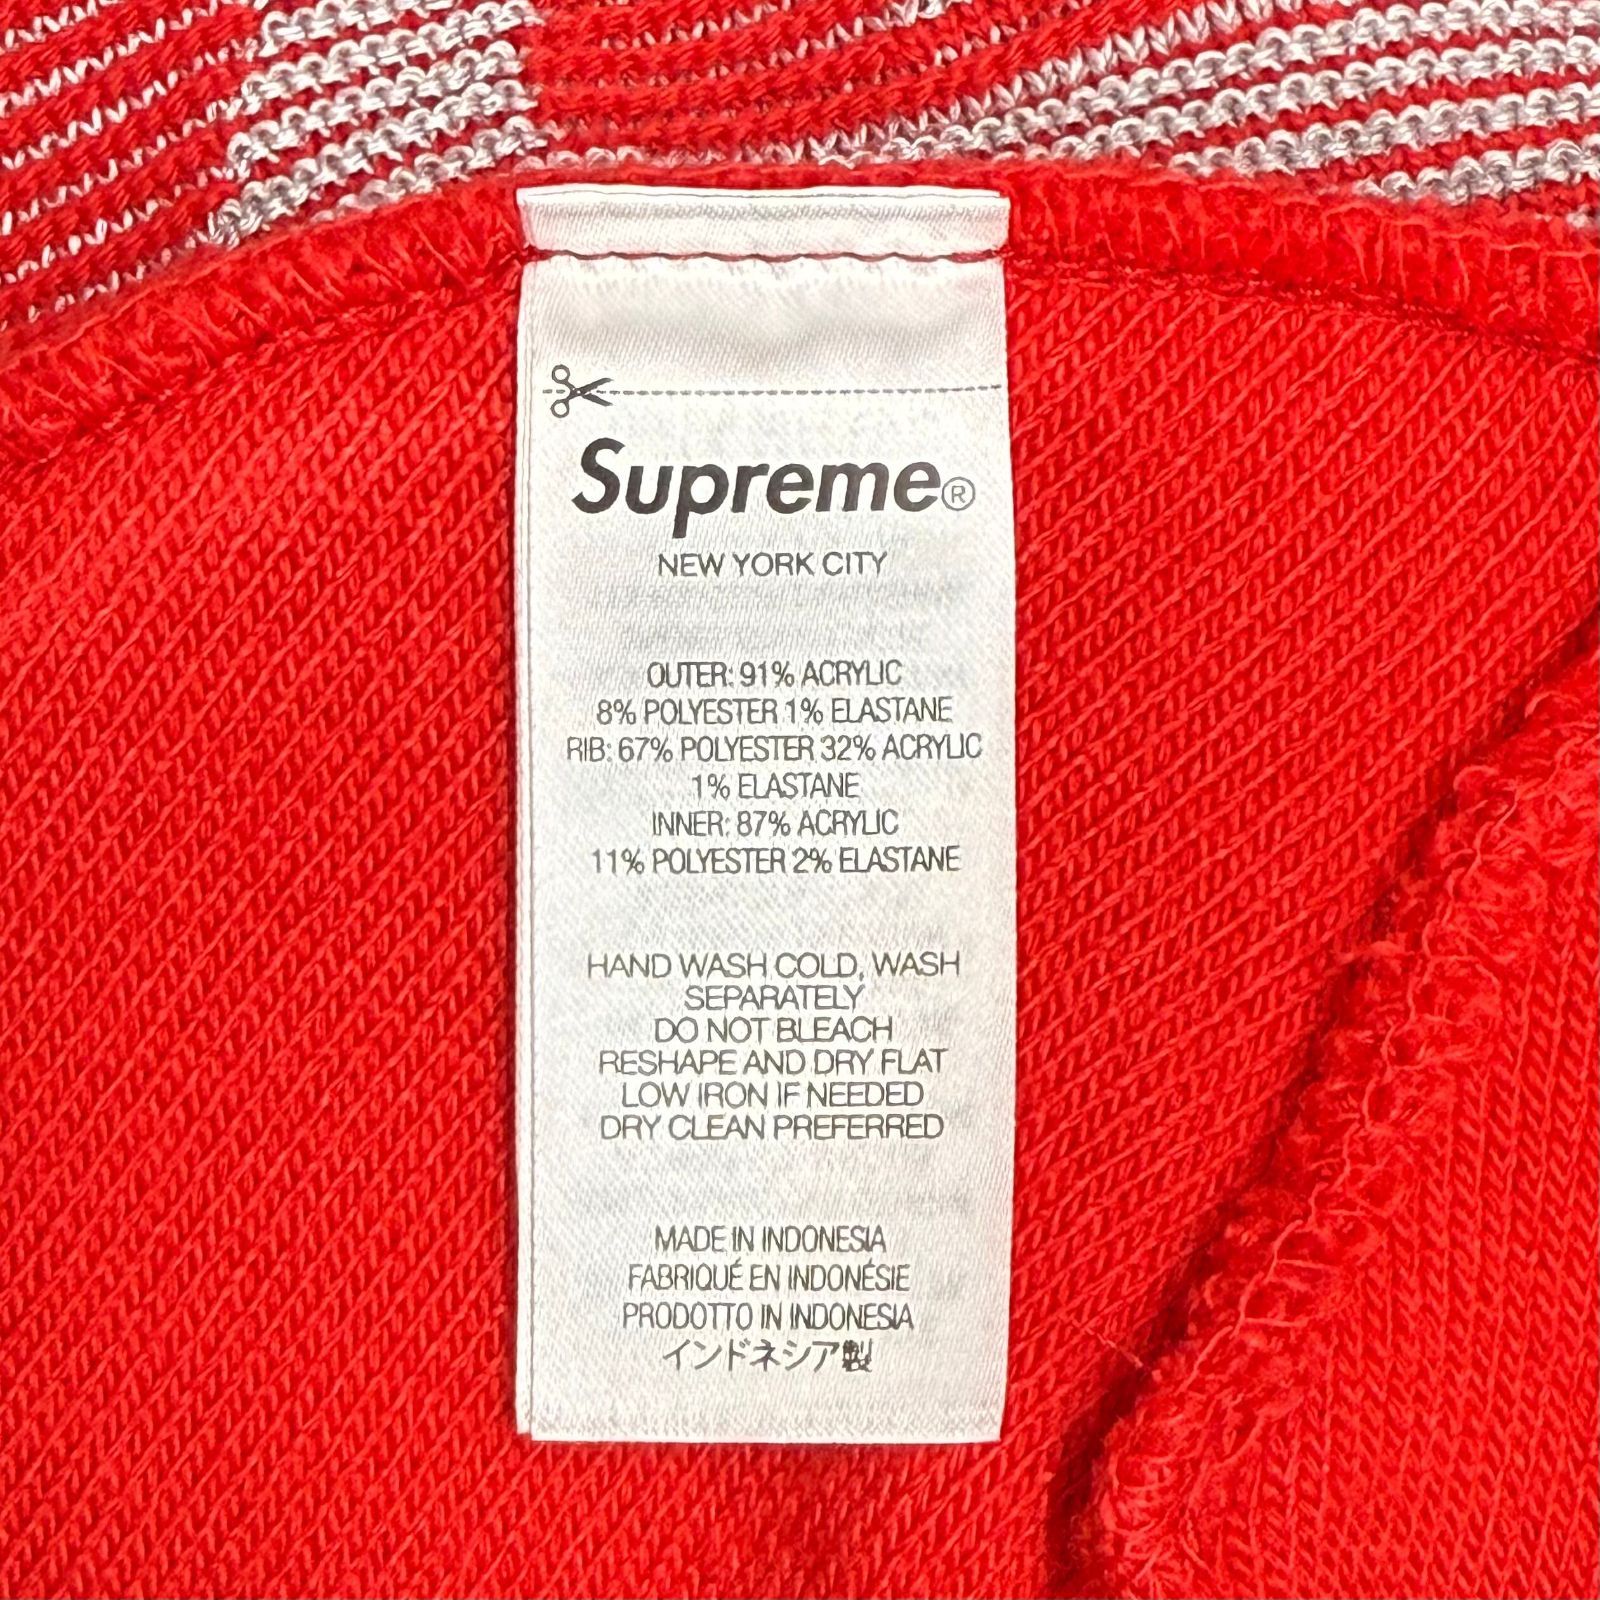 Supreme®
NEW YORK CITY
OUTER: 91% ACRYLIC
8% POLYESTER 1% ELASTANE
RIB: 67% POLYESTER 32% ACRYLIC
1% ELASTANE
INNER: 87% ACRYLIC
11% POLYESTER 2% ELASTANE
HAND WASH COLD, WASH
SEPARATELY
DO NOT BLEACH
RESHAPE AND DRY FLAT
LOW IRON IF NEEDED
DRY CLEAN PREFERRED
MADE IN INDONESIA
FABRIQUÉ EN INDONÉSIE
PRODOTTO IN INDONESIA
インドネシア製